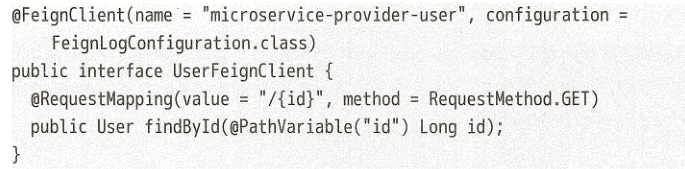 @FeignClient(name = "microservice-provider-user", configuration =
FeignLogConfiguration.class)
public interface UserFeignClient {
@RequestMapping(value = "/{id}", method = RequestMethod.GET)
public User findById(@PathVariable("id") Long id);
}